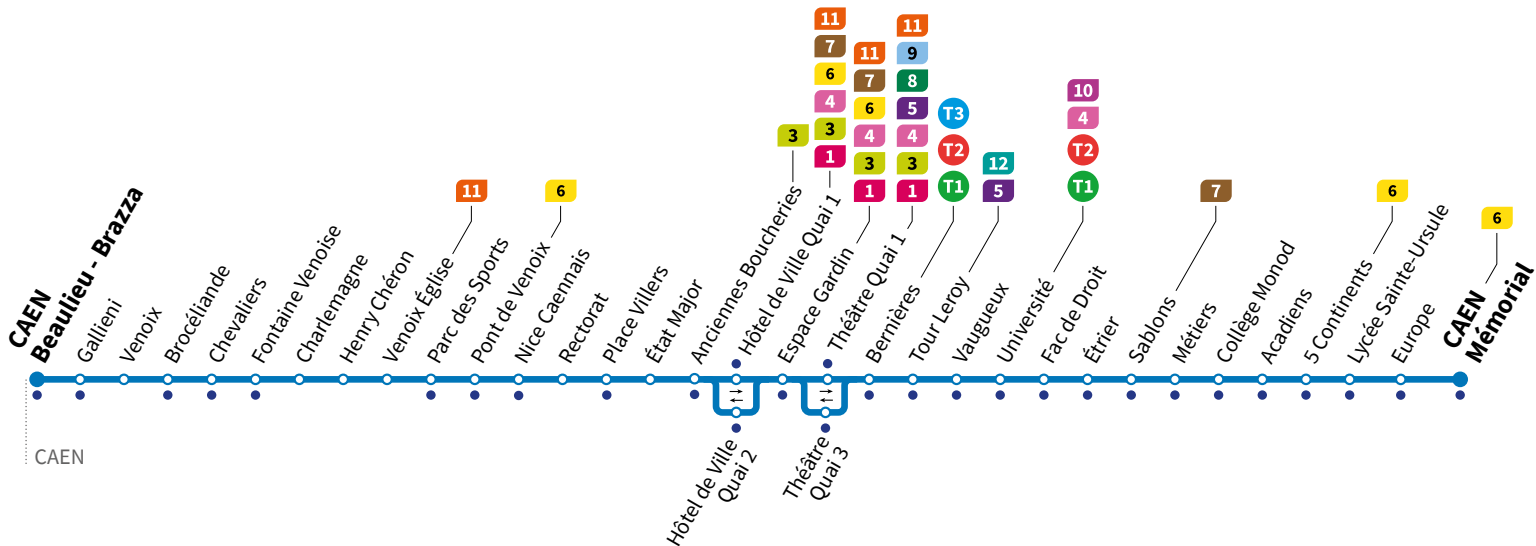 11
7
6
4
3
1
3
11
7
6
4
3
1
11
9
8
5
4
3
1
T3
T2
T1
12
5
10
4
T2
T1
11
6
7
6
6
CAEN
Beaulieu - Brazza
Gallieni
Venoix
Brocéliande
Chevaliers
Fontaine Venoise
Charlemagne
Henry Chéron
Venoix Église
Parc des Sports
Pont de Venoix
Nice Caennais
Rectorat
Place Villers
État Major
Anciennes Boucheries
Hôtel de Ville Quai 1
Espace Gardin
Théâtre Quai 1
Bernières
Tour Leroy
Vaugueux
Université
Fac de Droit
Étrier
Sablons
Métiers
Collège Monod
Acadiens
5 Continents
Lycée Sainte-Ursule
Europe
CAEN
Mémorial
Hôtel de Ville
Quai 2
Théâtre
Quai 3
CAEN